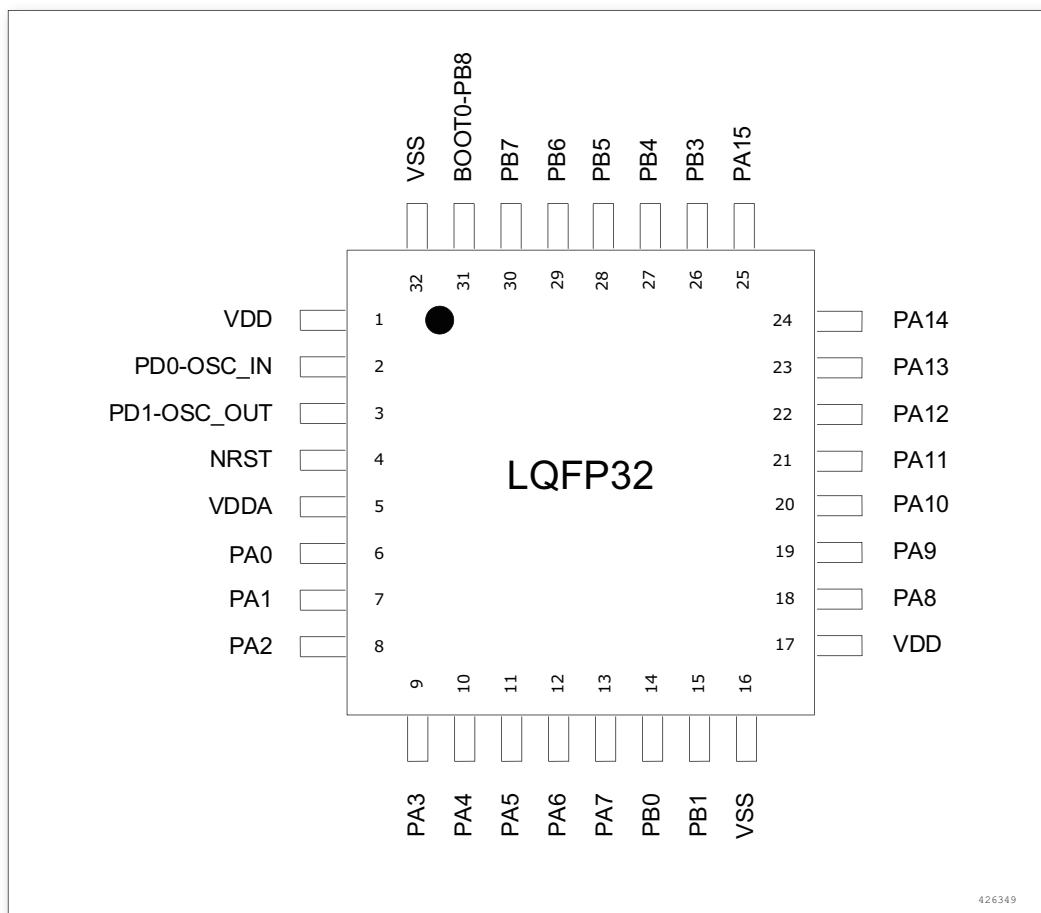 VSS
BOOT0-PB8
PB7
PB6
PB5
PB4
PB3
PA15
32
31
30
29
28
27
26
25
VDD 1
PD0-OSC_IN 2
PD1-OSC_OUT 3
NRST 4
VDDA 5
PA0 6
PA1 7
PA2 8
LQFP32
24 PA14
23 PA13
22 PA12
21 PA11
20 PA10
19 PA9
18 PA8
17 VDD
9
10
11
12
13
14
15
16
PA3
PA4
PA5
PA6
PA7
PB0
PB1
VSS
426349